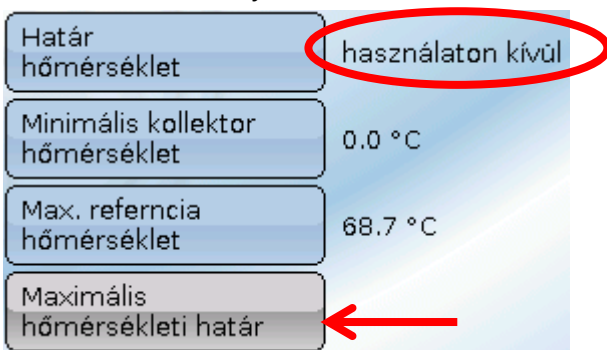 Határ
hőmérséklet
használaton kívül
Minimális kollektor
hőmérséklet
0.0 °C
Max. referncia
hőmérséklet
68.7 °C
Maximális
hőmérsékleti határ